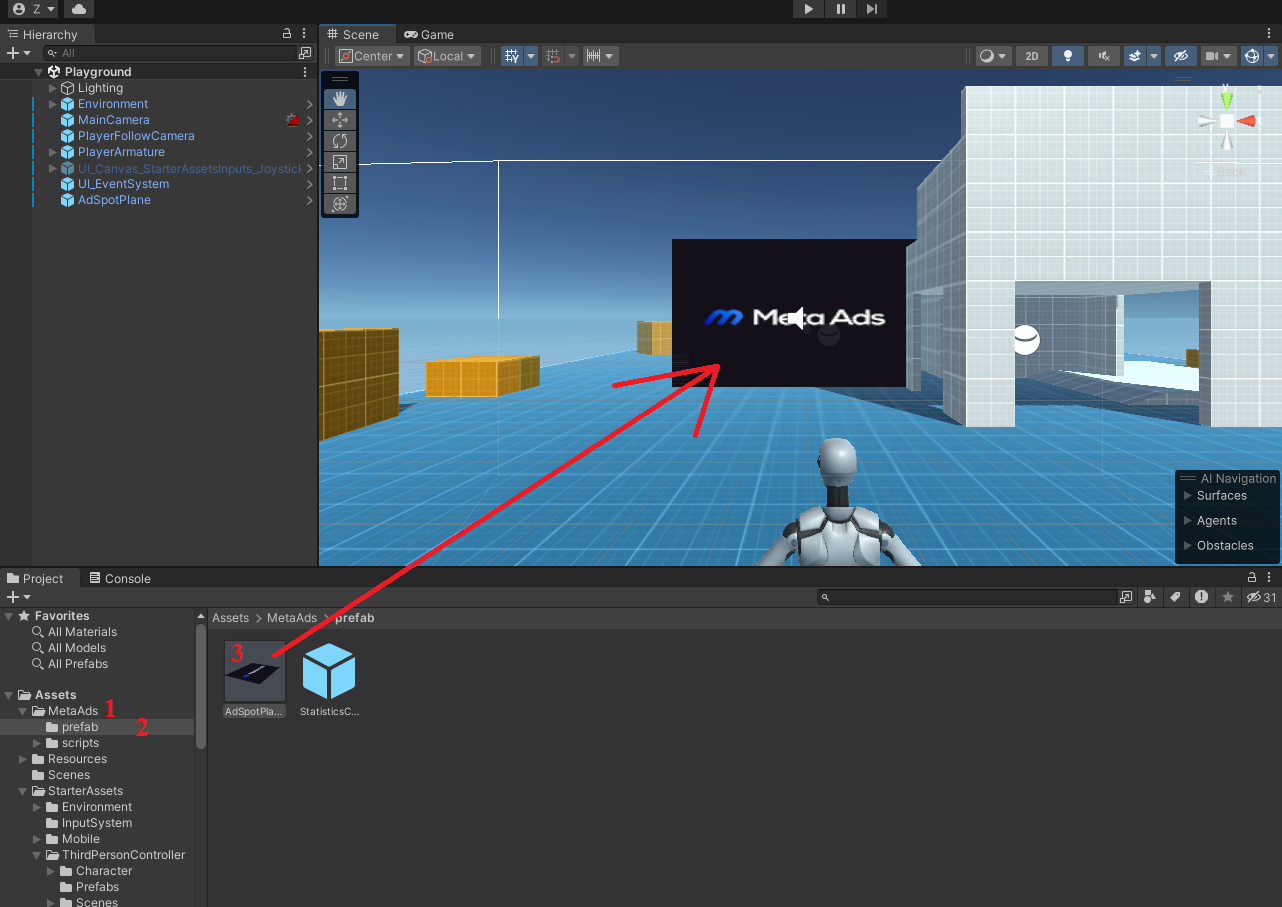 Z
Hierarchy
All
Playground
Lighting
Environment
MainCamera
PlayerFollowCamera
PlayerArmature
UI_Canvas_StarterAssetsInputs_Joystick
UI_EventSystem
AdSpotPlane
Scene
Game
Center
Local
2D
y
Back
Meta Ads
AI Navigation
Surfaces
Agents
Obstacles
Project
Console
31
Favorites
All Materials
All Models
All Prefabs
Assets
MetaAds 1
prefab 2
scripts
Resources
Scenes
StarterAssets
Environment
InputSystem
Mobile
ThirdPersonController
Character
Prefabs
Scenes
Assets > MetaAds > prefab
3
AdSpotPla...
StatisticsC...